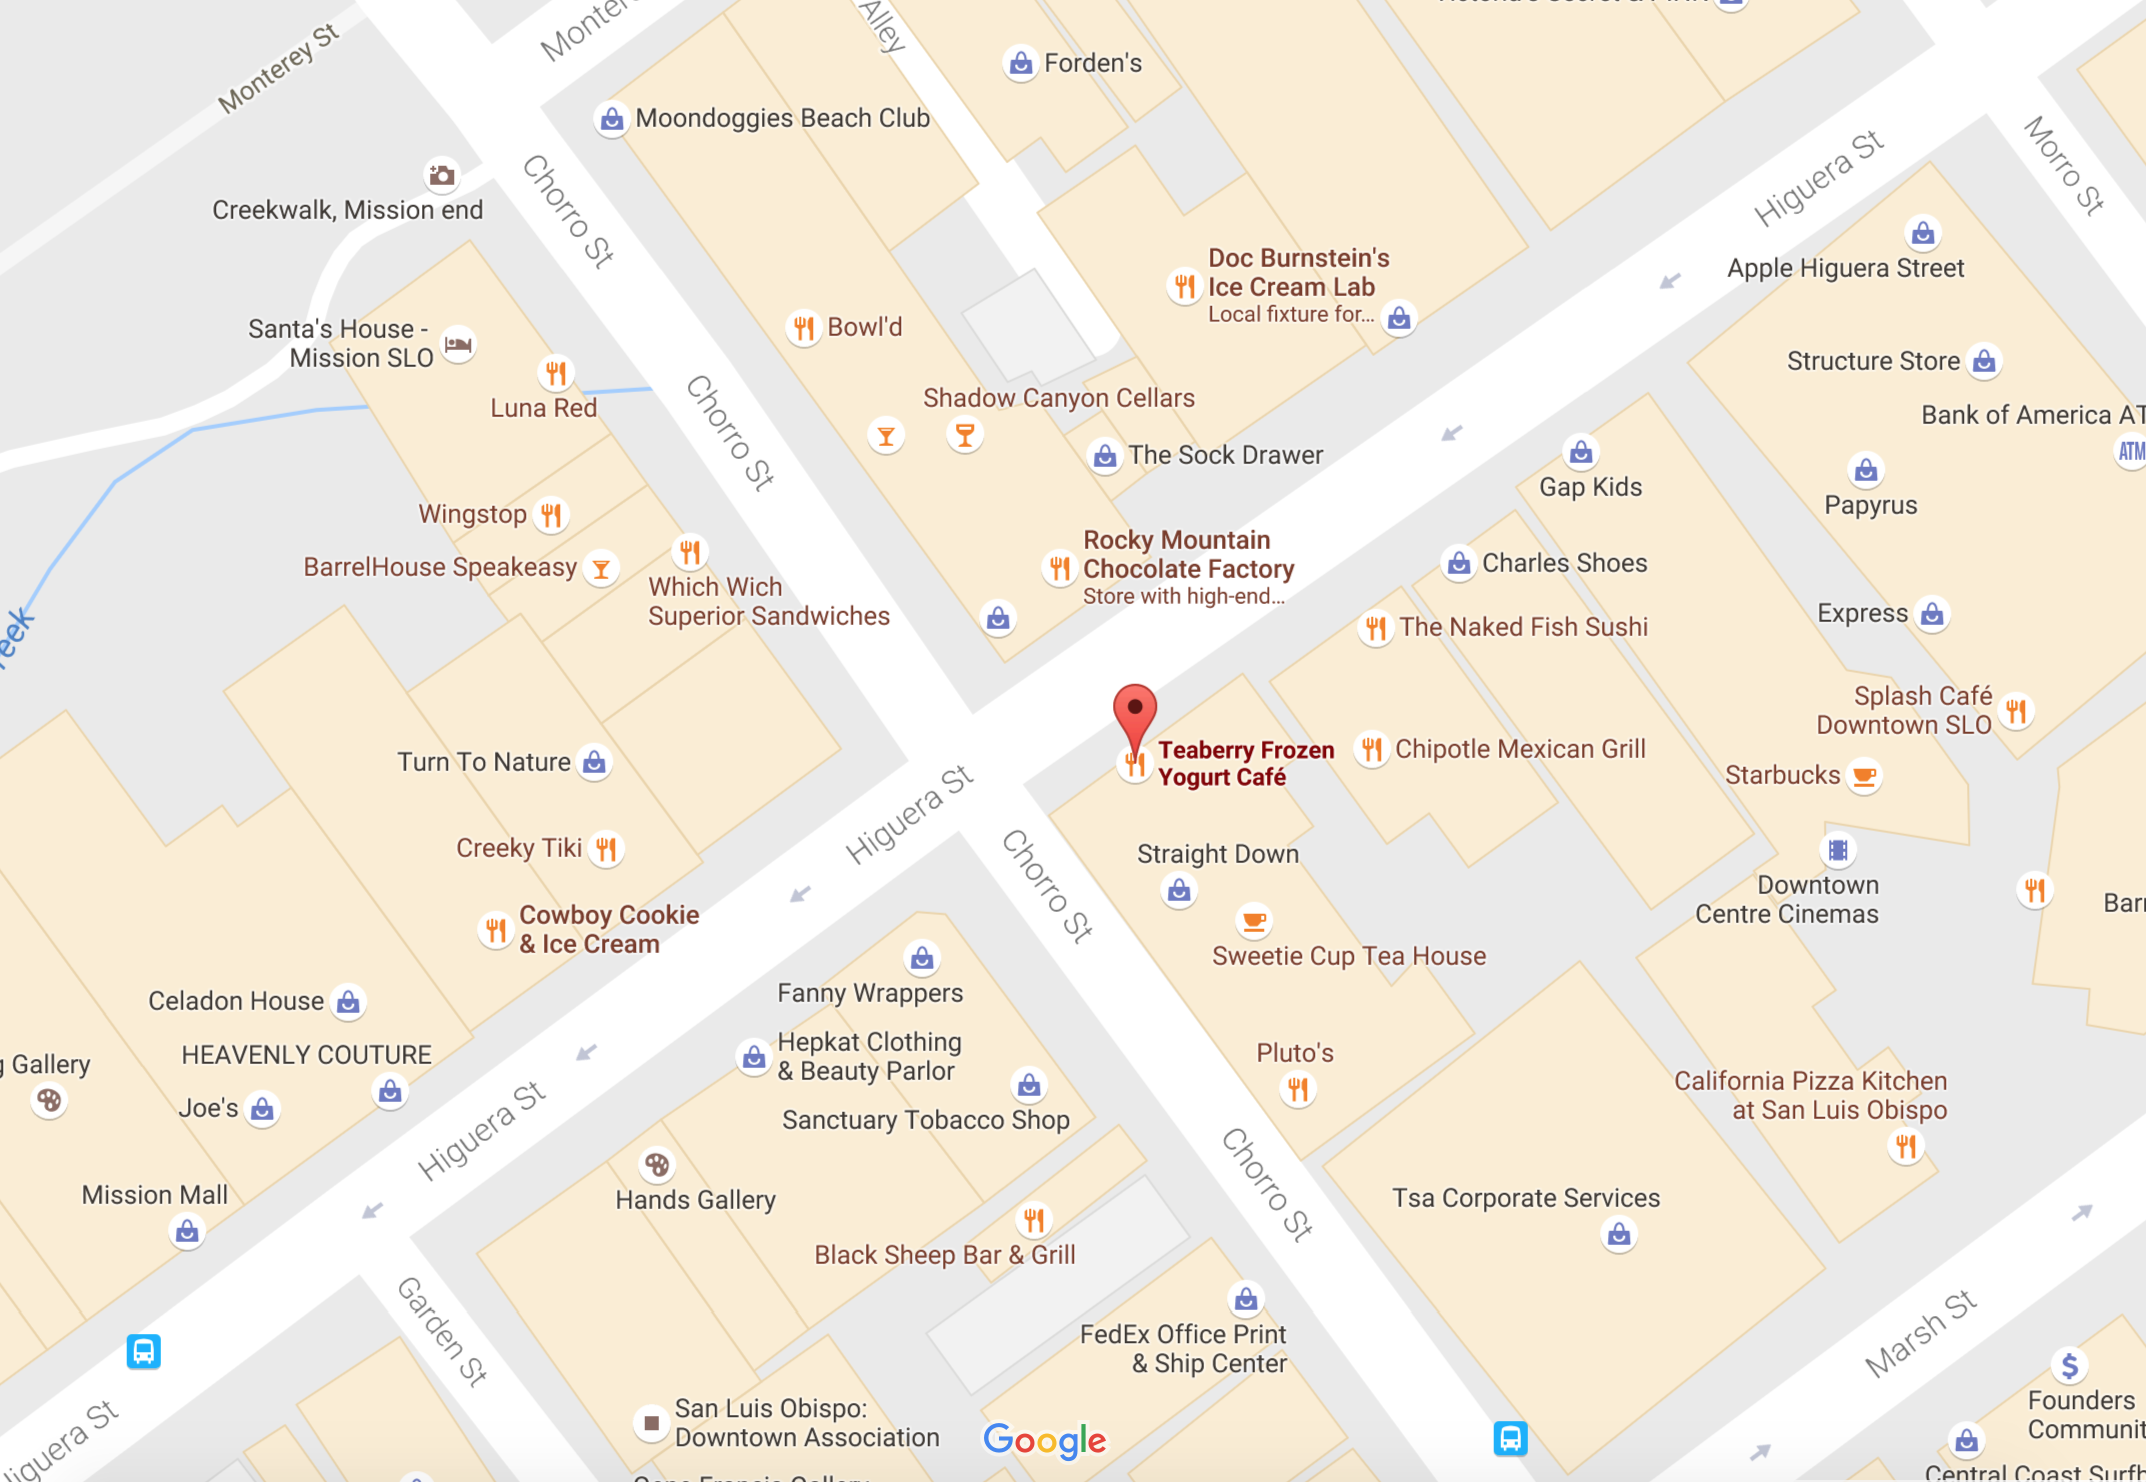 Monterey St
Alley
Forden's
Moondoggies Beach Club
Chorro St
Creekwalk, Mission end
Higuera St
Morro St
Apple Higuera Street
Doc Burnstein's
Ice Cream Lab
Local fixture for...
Santa's House -
Mission SLO
Bowl'd
Luna Red
Structure Store
Bank of America AT
ATM
Shadow Canyon Cellars
Chorro St
The Sock Drawer
Gap Kids
Papyrus
Wingstop
BarrelHouse Speakeasy
Which Wich
Superior Sandwiches
Rocky Mountain
Chocolate Factory
Store with high-end...
Charles Shoes
The Naked Fish Sushi
Express
reek
Splash Café
Downtown SLO
Teaberry Frozen
Yogurt Café
Chipotle Mexican Grill
Starbucks
Turn To Nature
Creeky Tiki
Higuera St
Chorro St
Straight Down
Downtown
Centre Cinemas
Barr
Cowboy Cookie
& Ice Cream
Sweetie Cup Tea House
Fanny Wrappers
Celadon House
HEAVENLY COUTURE
Hepkat Clothing
& Beauty Parlor
Gallery
Joe's
Pluto's
Sanctuary Tobacco Shop
California Pizza Kitchen
at San Luis Obispo
Higuera St
Chorro St
Mission Mall
Hands Gallery
Tsa Corporate Services
Black Sheep Bar & Grill
Garden St
FedEx Office Print
& Ship Center
Marsh St
San Luis Obispo:
Downtown Association
Google
Founders
Communit
Higuera St
Central Coast Surfb